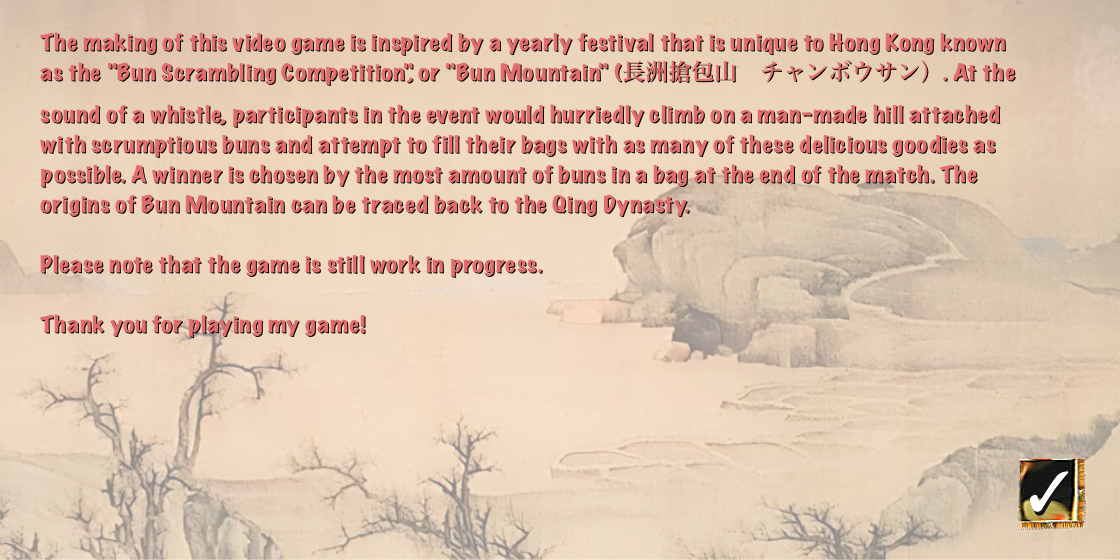 The making of this video game is inspired by a yearly festival that is unique to Hong Kong known
as the "Bun Scrambling Competition", or "Bun Mountain" (長洲搶包山　チャンボウサン）. At the
sound of a whistle, participants in the event would hurriedly climb on a man-made hill attached
with scrumptious buns and attempt to fill their bags with as many of these delicious goodies as
possible. A winner is chosen by the most amount of buns in a bag at the end of the match. The
origins of Bun Mountain can be traced back to the Qing Dynasty.
Please note that the game is still work in progress.
Thank you for playing my game!